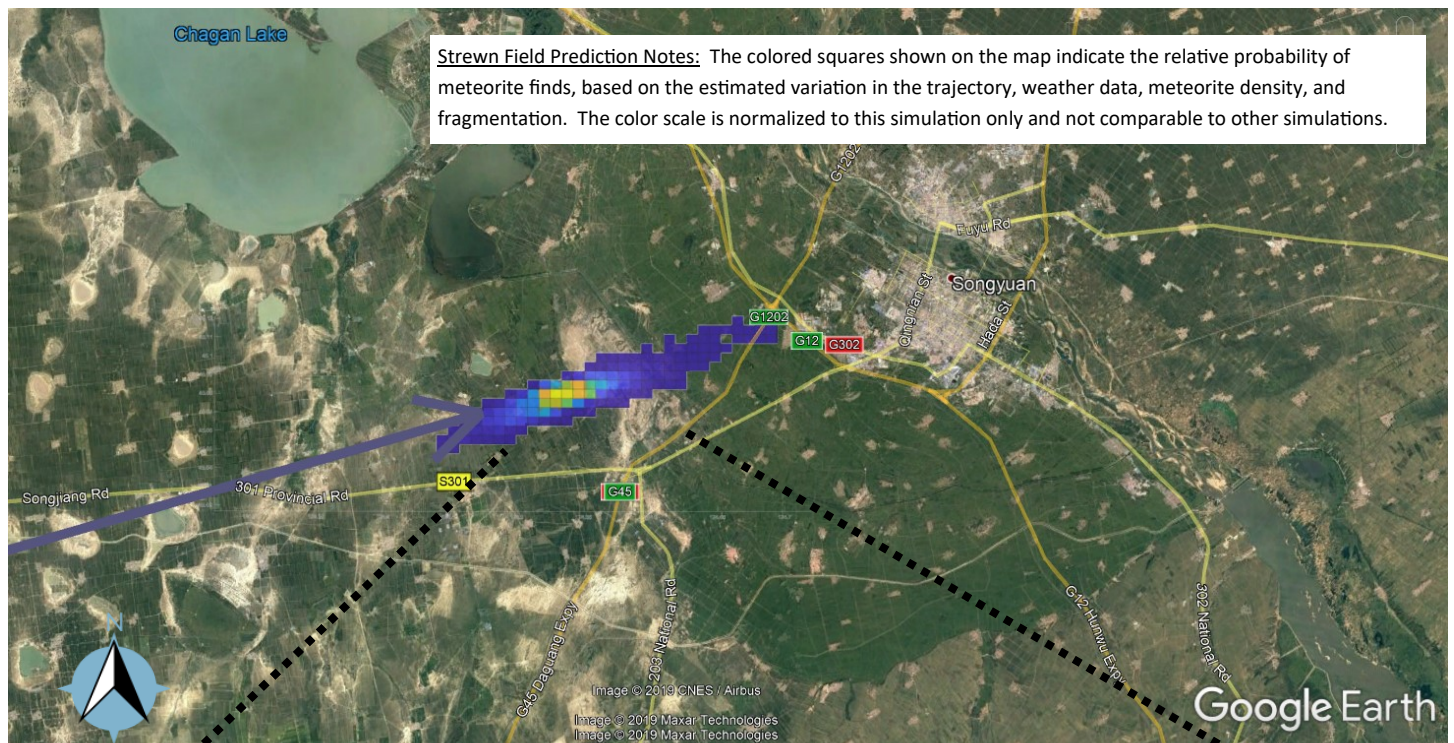 Chagan Lake
Strewn Field Prediction Notes: The colored squares shown on the map indicate the relative probability of
meteorite finds, based on the estimated variation in the trajectory, weather data, meteorite density, and
fragmentation. The color scale is normalized to this simulation only and not comparable to other simulations.
G1202
Fuyu Rd
Songyuan
Qingnian St
Hada St
G1202
G12
G302
S301
Songjiang Rd
301 Provincial Rd
G45
G45 Daguang Expy
203 National Rd
G12 Hunwu Expy
302 National Rd
N
Image © 2019 CNES / Airbus
Image © 2019 Maxar Technologies
Image © 2019 Maxar Technologies
Google Earth